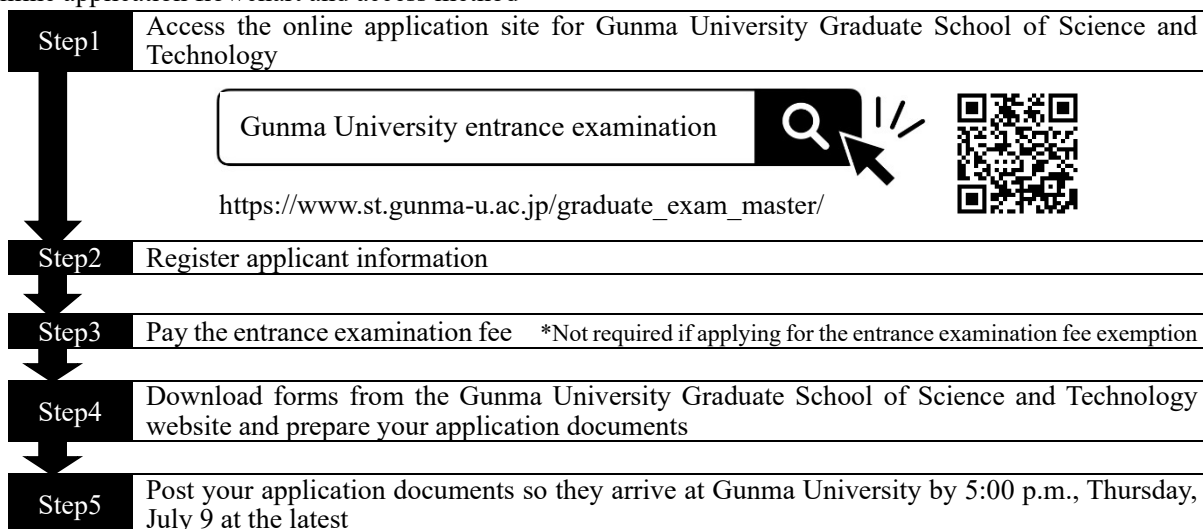 Step1
Access the online application site for Gunma University Graduate School of Science and
Technology
Gunma University entrance examination
https://www.st.gunma-u.ac.jp/graduate_exam_master/
Step2
Register applicant information
Step3
Pay the entrance examination fee *Not required if applying for the entrance examination fee exemption
Step4
Download forms from the Gunma University Graduate School of Science and Technology
website and prepare your application documents
Step5
Post your application documents so they arrive at Gunma University by 5:00 p.m., Thursday,
July 9 at the latest